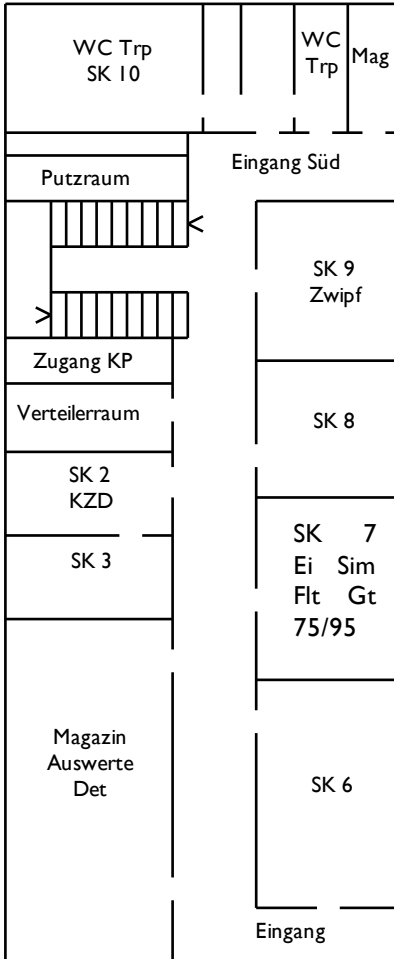 WC Trp
SK 10
WC
Trp
Mag
Eingang Süd
Putzraum
SK 9
Zwipf
Zugang KP
Verteilerraum
SK 8
SK 2
KZD
SK 3
SK 7
Ei Sim
Flt Gt
75/95
Magazin
Auswerte
Det
SK 6
Eingang